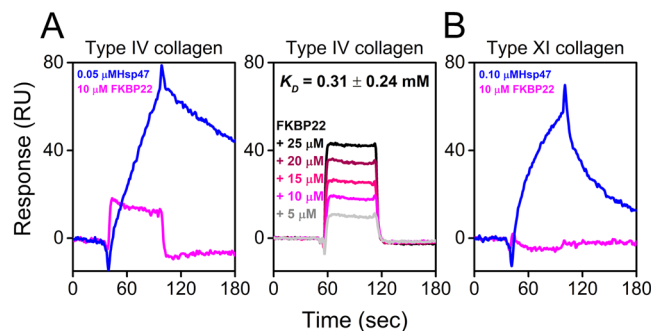 A
Type IV collagen
Type IV collagen
B
Type XI collagen
Response (RU)
80
40
0
0.05 μMHsp47
10 μM FKBP22
0 60 120 180
80
40
0
K_D = 0.31 ± 0.24 mM
FKBP22
+ 25 μM
+ 20 μM
+ 15 μM
+ 10 μM
+ 5 μM
0 60 120 180
80
40
0
0.10 μMHsp47
10 μM FKBP22
0 60 120 180
Time (sec)